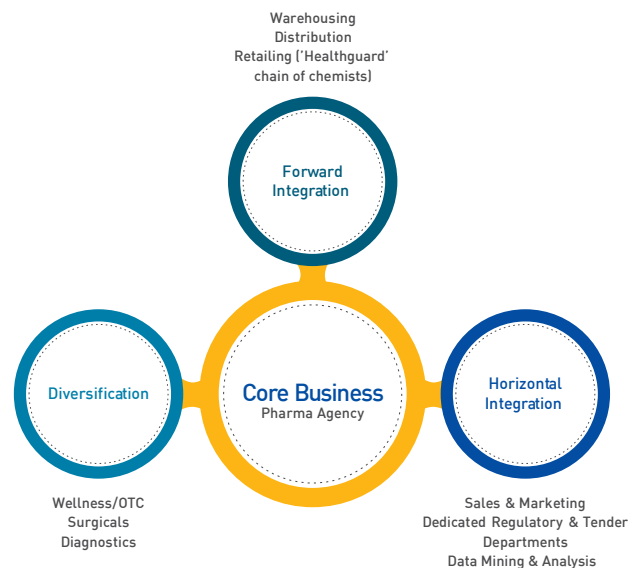 Warehousing
Distribution
Retailing (‘Healthguard’
chain of chemists)
Forward
Integration
Diversification
Core Business
Pharma Agency
Horizontal
Integration
Wellness/OTC
Surgicals
Diagnostics
Sales & Marketing
Dedicated Regulatory & Tender
Departments
Data Mining & Analysis